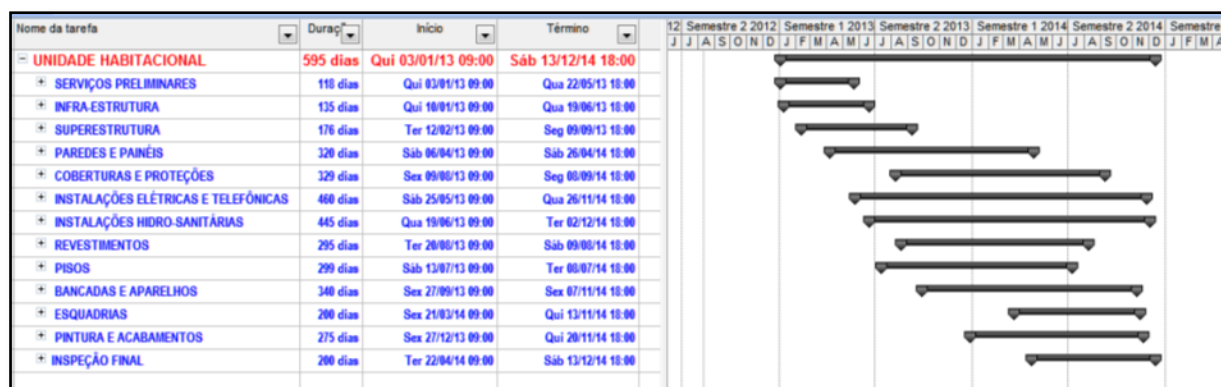 Nome da tarefa Duraçã Início Término
12 Semestre 2 2012 Semestre 1 2013 Semestre 2 2013 Semestre 1 2014 Semestre 2 2014 Semestre
J J A S O N D J F M A M J J A S O N D J F M A M J J A S O N D J F M A
UNIDADE HABITACIONAL 595 dias Qui 03/01/13 09:00 Sáb 13/12/14 18:00
SERVIÇOS PRELIMINARES 118 dias Qui 03/01/13 09:00 Qua 22/05/13 18:00
INFRA-ESTRUTURA 135 dias Qui 10/01/13 09:00 Qua 19/06/13 18:00
SUPERESTRUTURA 176 dias Ter 12/02/13 09:00 Seg 09/09/13 18:00
PAREDES E PAINÉIS 320 dias Sáb 06/04/13 09:00 Sáb 26/04/14 18:00
COBERTURAS E PROTEÇÕES 329 dias Sex 09/08/13 09:00 Seg 08/09/14 18:00
INSTALAÇÕES ELÉTRICAS E TELEFÔNICAS 460 dias Sáb 25/05/13 09:00 Qua 26/11/14 18:00
INSTALAÇÕES HIDRO-SANITÁRIAS 445 dias Qua 19/06/13 09:00 Ter 02/12/14 18:00
REVESTIMENTOS 295 dias Ter 20/08/13 09:00 Sáb 09/08/14 18:00
PISOS 299 dias Sáb 13/07/13 09:00 Ter 08/07/14 18:00
BANCADAS E APARELHOS 340 dias Sex 27/09/13 09:00 Sex 07/11/14 18:00
ESQUADRIAS 200 dias Sex 21/03/14 09:00 Qui 13/11/14 18:00
PINTURA E ACABAMENTOS 275 dias Sex 27/12/13 09:00 Qui 20/11/14 18:00
INSPEÇÃO FINAL 200 dias Ter 22/04/14 09:00 Sáb 13/12/14 18:00